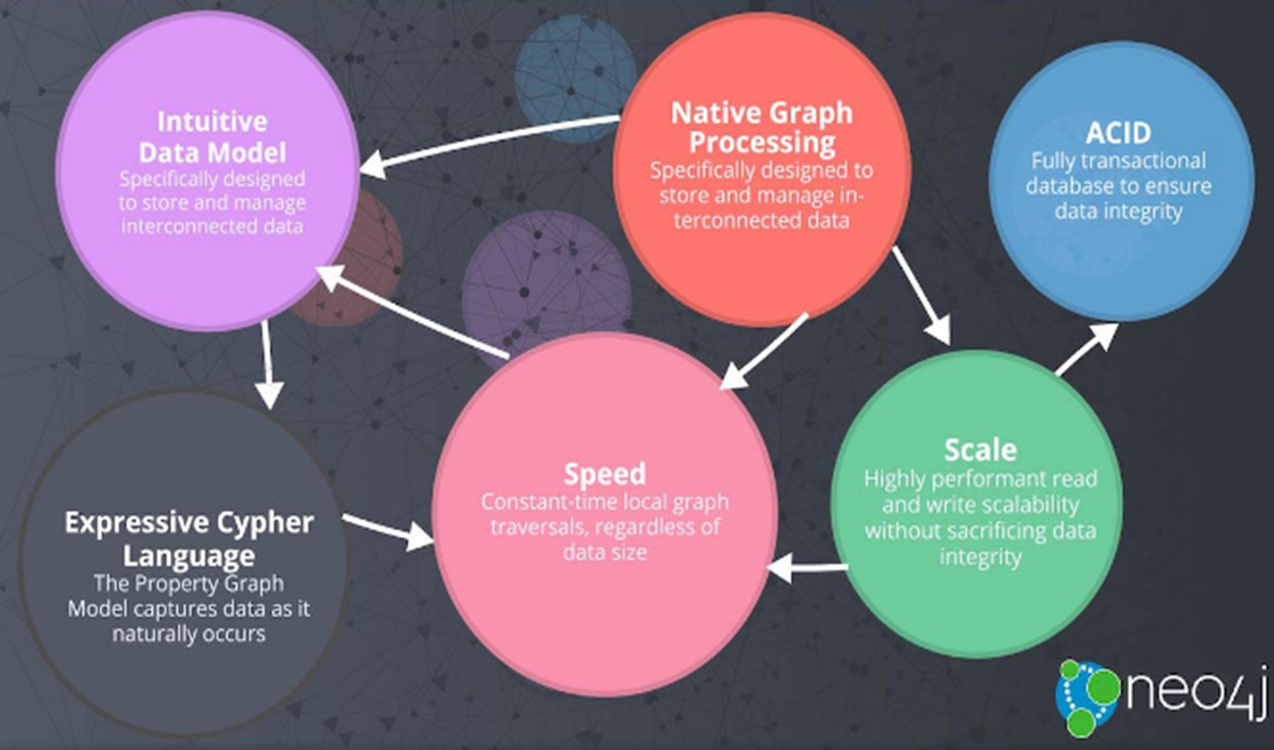 Intuitive
Data Model
Specifically designed
to store and manage
interconnected data
Native Graph
Processing
Specifically designed to
store and manage in-
terconnected data
ACID
Fully transactional
database to ensure
data integrity
Expressive Cypher
Language
The Property Graph
Model captures data as it
naturally occurs
Speed
Constant-time local graph
traversals, regardless of
data size
Scale
Highly performant read
and write scalability
without sacrificing data
integrity
neo4j